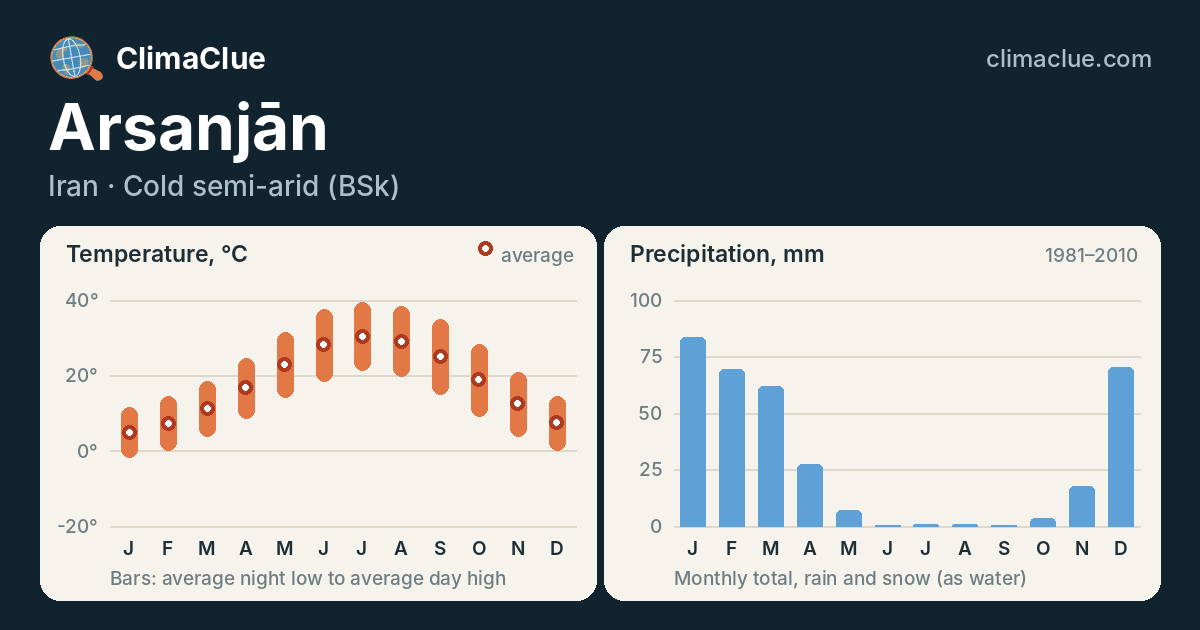 ClimaClue
climaclue.com
Arsanjān
Iran · Cold semi-arid (BSk)
Temperature, °C
average
40°
20°
0°
-20°
J F M A M J J A S O N D
Bars: average night low to average day high
Precipitation, mm
1981–2010
100
75
50
25
0
J F M A M J J A S O N D
Monthly total, rain and snow (as water)